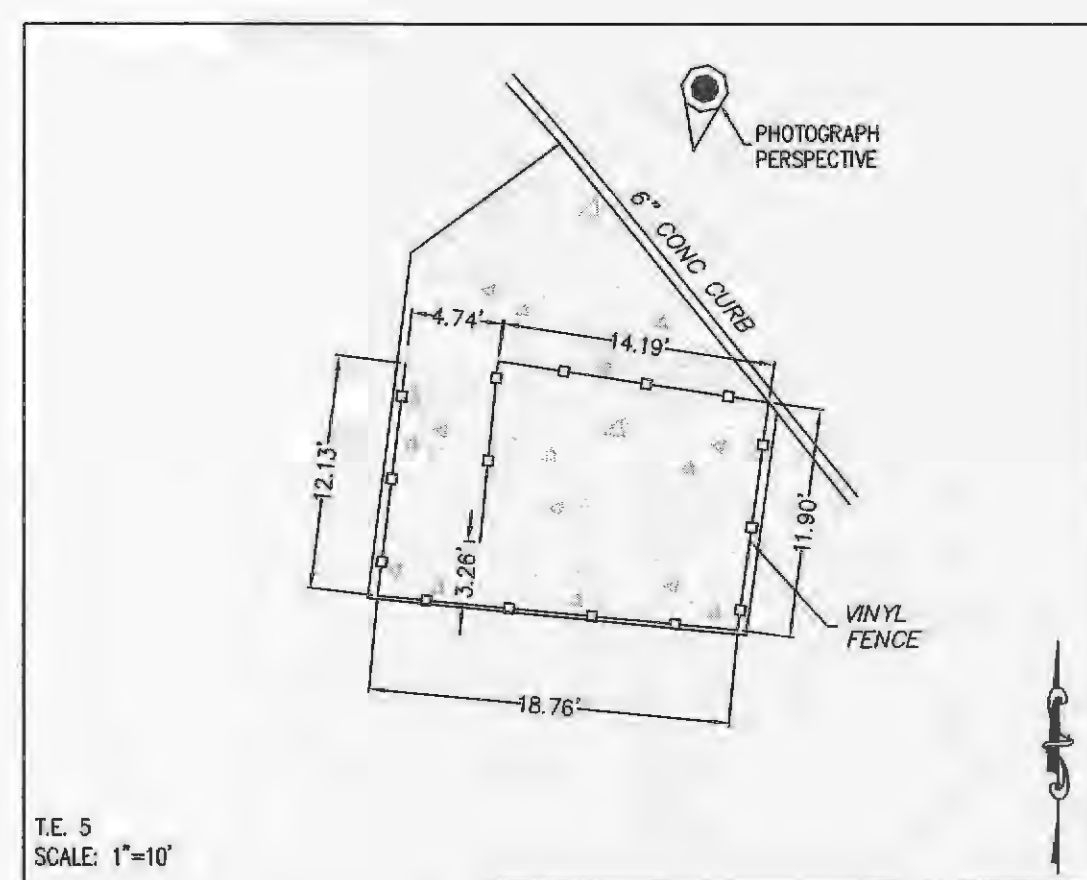 PHOTOGRAPH
PERSPECTIVE
6" CONC CURB
4.74'
14.19'
12.13'
11.90'
3.26'
VINYL
FENCE
18.76'
T.E. 5
SCALE: 1"=10'